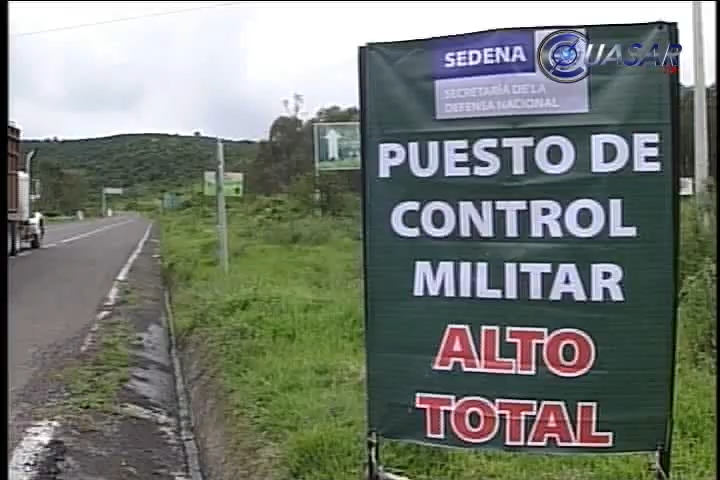 SEDENA
SECRETARÍA DE LA
DEFENSA NACIONAL
QUASAR
PUESTO DE
CONTROL
MILITAR
ALTO
TOTAL